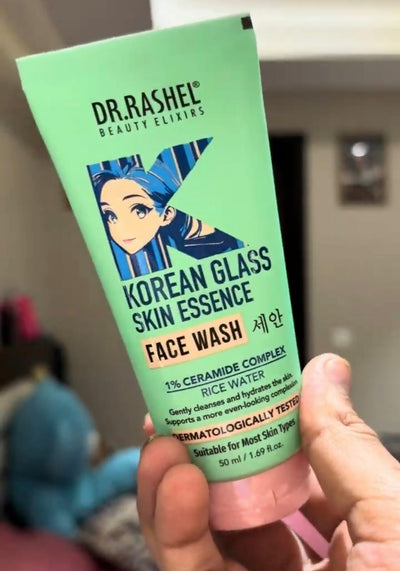 DR.RASHEL®
BEAUTY ELIXIRS
K
KOREAN GLASS
SKIN ESSENCE
FACE WASH 세안
1% CERAMIDE COMPLEX
RICE WATER
Gently cleanses and hydrates the skin.
Supports a more even-looking complexion
DERMATOLOGICALLY TESTED
Suitable for Most Skin Types
50 ml / 1.69 fl.oz.